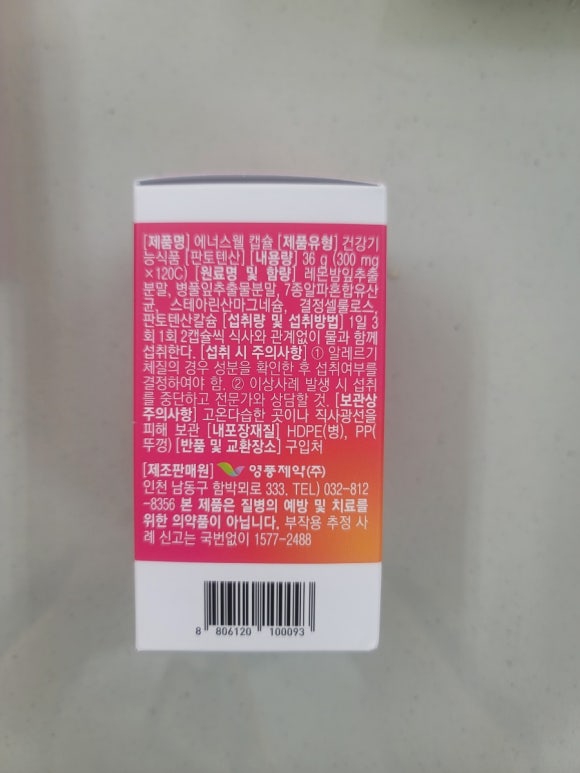 [제품명] 에너스웰 캡슐 [제품유형] 건강기
능식품 [판토텐산] [내용량] 36 g (300 mg
×120C) [원료명 및 함량] 레몬밤잎추출
분말, 병풀잎추출물분말, 7종알파혼합유산
균, 스테아린산마그네슘, 결정셀룰로스,
판토텐산칼슘 [섭취량 및 섭취방법] 1일 3
회 1회 2캡슐씩 식사와 관계없이 물과 함께
섭취한다. [섭취 시 주의사항] ① 알레르기
체질의 경우 성분을 확인한 후 섭취여부를
결정하여야 함. ② 이상사례 발생 시 섭취
를 중단하고 전문가와 상담할 것. [보관상
주의사항] 고온다습한 곳이나 직사광선을
피해 보관 [내포장재질] HDPE(병), PP(
뚜껑) [반품 및 교환장소] 구입처
[제조판매원] 영풍제약(주)
인천 남동구 함박뫼로 333. TEL) 032-812
-8356 본 제품은 질병의 예방 및 치료를
위한 의약품이 아닙니다. 부작용 추정 사
례 신고는 국번없이 1577-2488
8 806120 100093